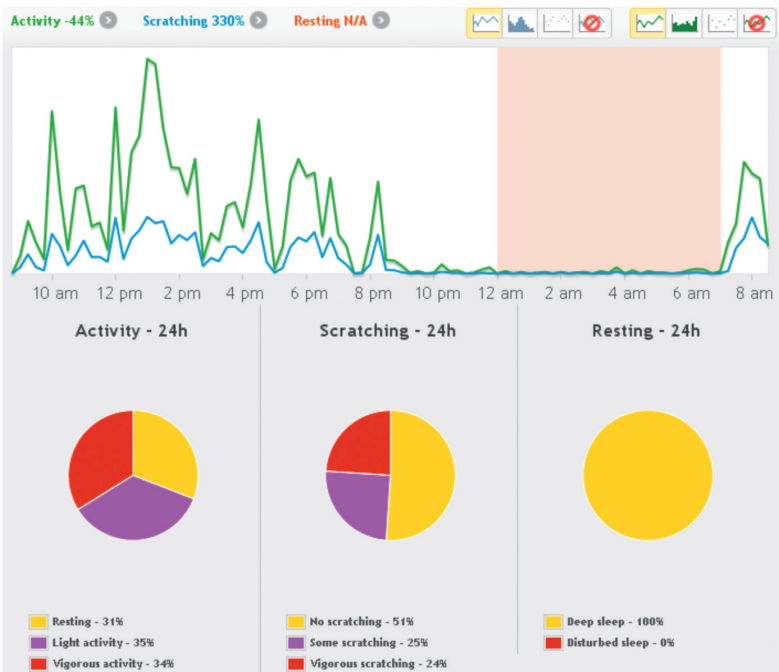 Activity -44% Scratching 330% Resting N/A
10 am 12 pm 2 pm 4 pm 6 pm 8 pm 10 pm 12 am 2 am 4 am 6 am 8 am
Activity - 24h Scratching - 24h Resting - 24h
Resting - 31% No scratching - 51% Deep sleep - 100%
Light activity - 35% Some scratching - 25% Disturbed sleep - 0%
Vigorous activity - 34% Vigorous scratching - 24%